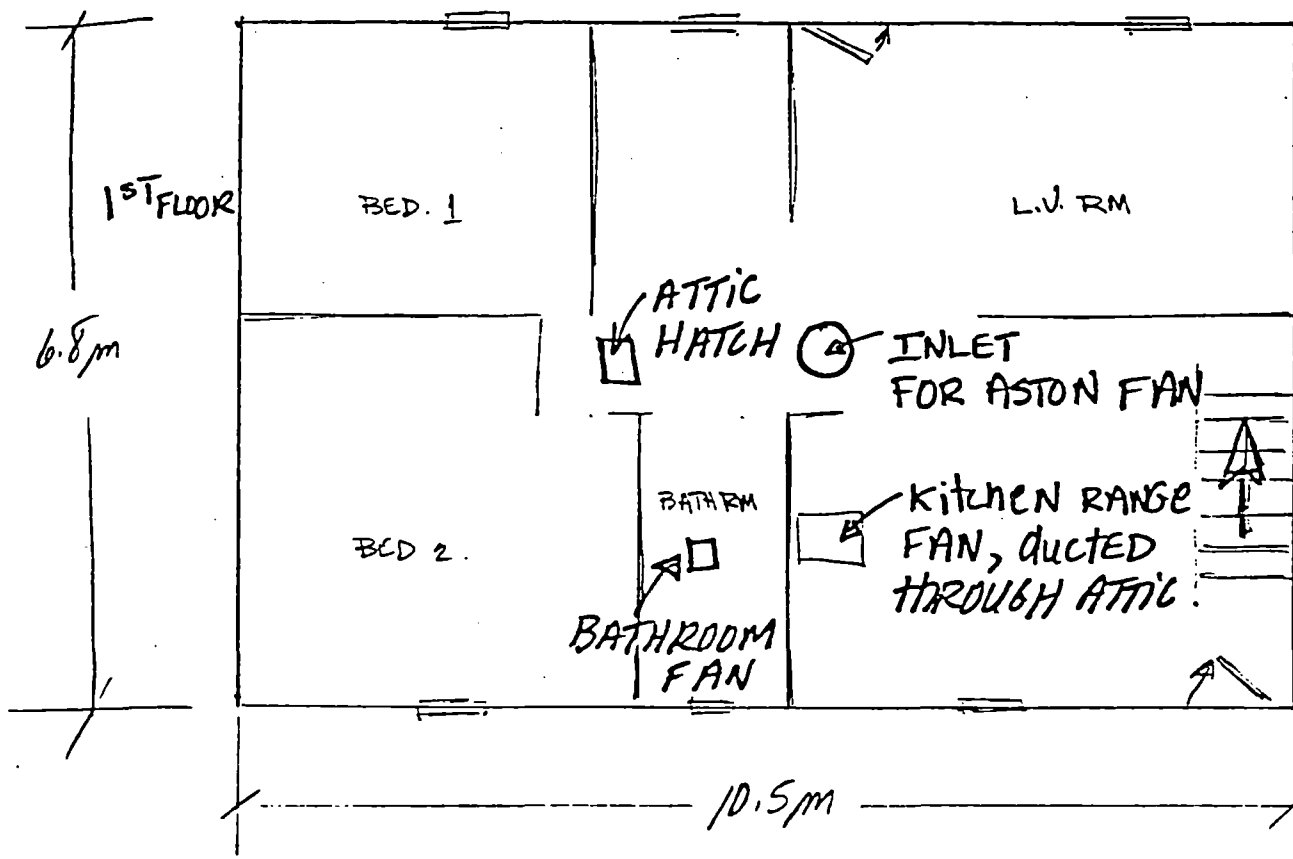 1ST FLOOR
BED. 1
L.V. RM
ATTIC
HATCH
INLET
FOR ASTON FAN
6.8m
BATHRM
BED 2.
KitcheN RANGE
FAN, ducted
THROUGH ATTIC.
BATHROOM
FAN
10.5m